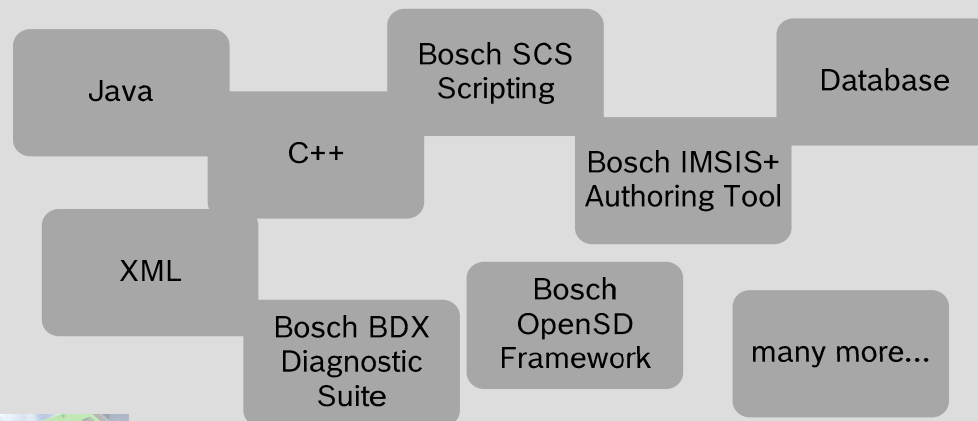 Java
C++
Bosch SCS
Scripting
Bosch IMSIS+
Authoring Tool
Database
XML
Bosch BDX
Diagnostic
Suite
Bosch
OpenSD
Framework
many more...